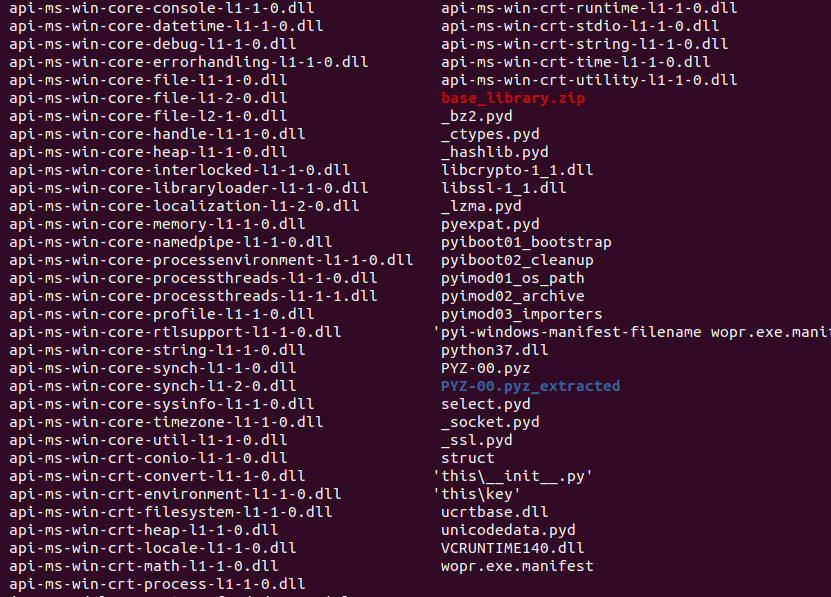 api-ms-win-core-console-l1-1-0.dll api-ms-win-crt-runtime-l1-1-0.dll
api-ms-win-core-datetime-l1-1-0.dll api-ms-win-crt-stdio-l1-1-0.dll
api-ms-win-core-debug-l1-1-0.dll api-ms-win-crt-string-l1-1-0.dll
api-ms-win-core-errorhandling-l1-1-0.dll api-ms-win-crt-time-l1-1-0.dll
api-ms-win-core-file-l1-1-0.dll api-ms-win-crt-utility-l1-1-0.dll
api-ms-win-core-file-l1-2-0.dll base_library.zip
api-ms-win-core-file-l2-1-0.dll _bz2.pyd
api-ms-win-core-handle-l1-1-0.dll _ctypes.pyd
api-ms-win-core-heap-l1-1-0.dll _hashlib.pyd
api-ms-win-core-interlocked-l1-1-0.dll libcrypto-1_1.dll
api-ms-win-core-libraryloader-l1-1-0.dll libssl-1_1.dll
api-ms-win-core-localization-l1-2-0.dll _lzma.pyd
api-ms-win-core-memory-l1-1-0.dll pyexpat.pyd
api-ms-win-core-namedpipe-l1-1-0.dll pyiboot01_bootstrap
api-ms-win-core-processenvironment-l1-1-0.dll pyiboot02_cleanup
api-ms-win-core-processthreads-l1-1-0.dll pyimod01_os_path
api-ms-win-core-processthreads-l1-1-1.dll pyimod02_archive
api-ms-win-core-profile-l1-1-0.dll pyimod03_importers
api-ms-win-core-rtlsupport-l1-1-0.dll 'pyi-windows-manifest-filename wopr.exe.mani
api-ms-win-core-string-l1-1-0.dll python37.dll
api-ms-win-core-synch-l1-1-0.dll PYZ-00.pyz
api-ms-win-core-synch-l1-2-0.dll PYZ-00.pyz_extracted
api-ms-win-core-sysinfo-l1-1-0.dll select.pyd
api-ms-win-core-timezone-l1-1-0.dll _socket.pyd
api-ms-win-core-util-l1-1-0.dll _ssl.pyd
api-ms-win-crt-conio-l1-1-0.dll struct
api-ms-win-crt-convert-l1-1-0.dll 'this\__init__.py'
api-ms-win-crt-environment-l1-1-0.dll 'this\key'
api-ms-win-crt-filesystem-l1-1-0.dll ucrtbase.dll
api-ms-win-crt-heap-l1-1-0.dll unicodedata.pyd
api-ms-win-crt-locale-l1-1-0.dll VCRUNTIME140.dll
api-ms-win-crt-math-l1-1-0.dll wopr.exe.manifest
api-ms-win-crt-process-l1-1-0.dll